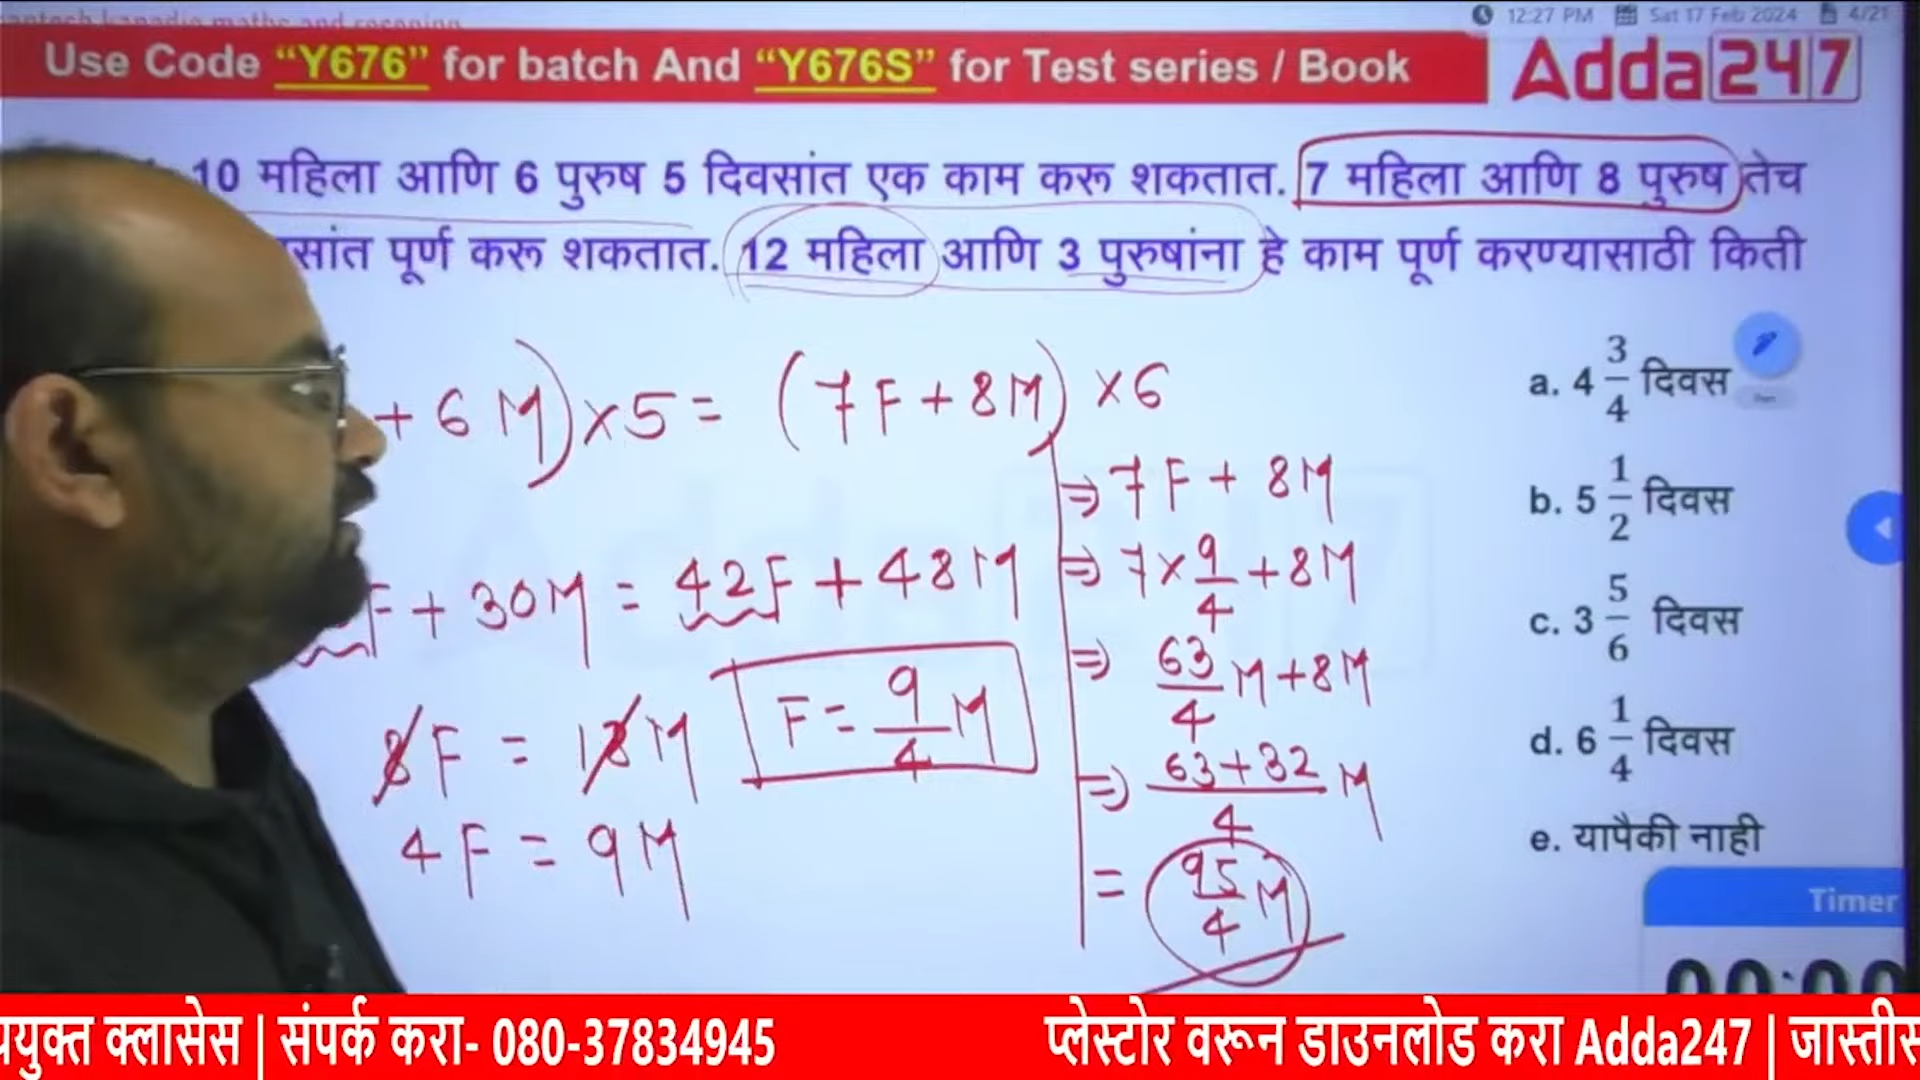 12:27 PM Sat 17 Feb 2024 4/21
Use Code “Y676” for batch And “Y676S” for Test series / Book
Adda247
10 महिला आणि 6 पुरुष 5 दिवसांत एक काम करू शकतात. 7 महिला आणि 8 पुरुष तेच
सांत पूर्ण करू शकतात. 12 महिला आणि 3 पुरुषांना हे काम पूर्ण करण्यासाठी किती
+ 6 M) × 5 = (7F + 8M) × 6
F + 30M = 42F + 48M
8F = 18M
F = 9/4 M
4F = 9M
⇒ 7F + 8M
⇒ 7 × 9/4 + 8M
⇒ 63/4 M + 8M
⇒ 63+32/4 M
= 95/4 M
a. 4 3/4 दिवस
b. 5 1/2 दिवस
c. 3 5/6 दिवस
d. 6 1/4 दिवस
e. यापैकी नाही
Timer
युक्त क्लासेस | संपर्क करा- 080-37834945
प्लेस्टोर वरून डाउनलोड करा Adda247 |